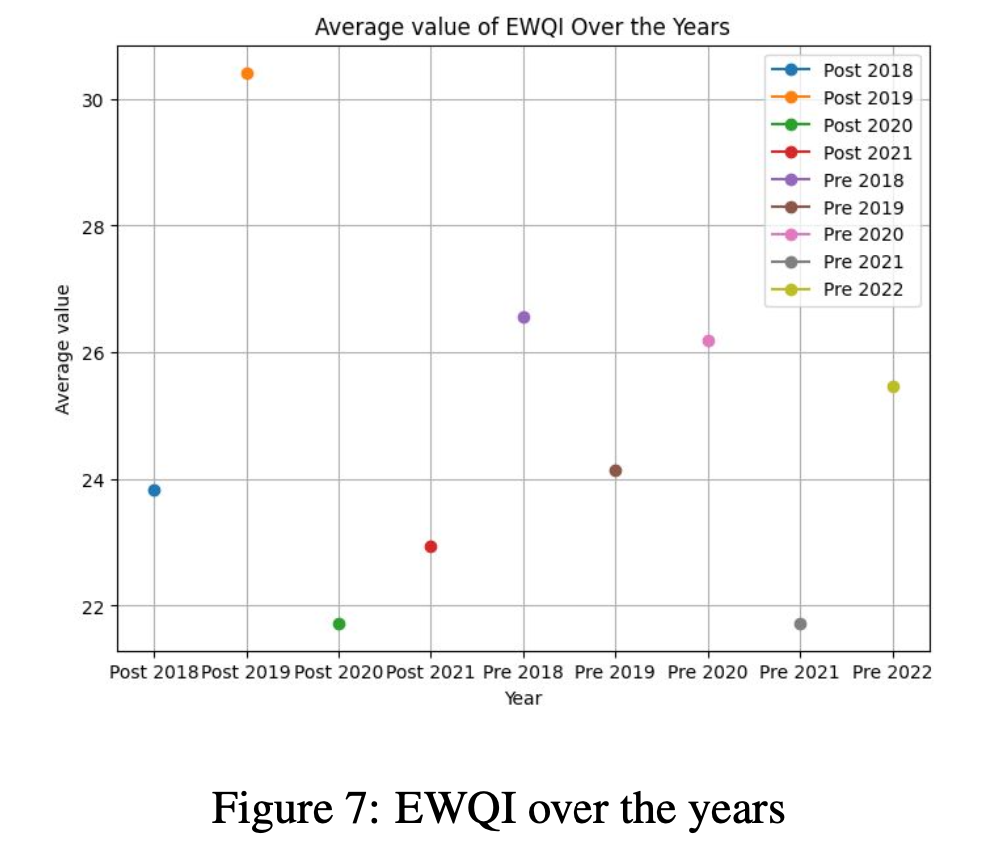 Average value of EWQI Over the Years
Average value
30
28
26
24
22
Post 2018
Post 2019
Post 2020
Post 2021
Pre 2018
Pre 2019
Pre 2020
Pre 2021
Pre 2022
Post 2018 Post 2019 Post 2020 Post 2021 Pre 2018 Pre 2019 Pre 2020 Pre 2021 Pre 2022
Year
Figure 7: EWQI over the years